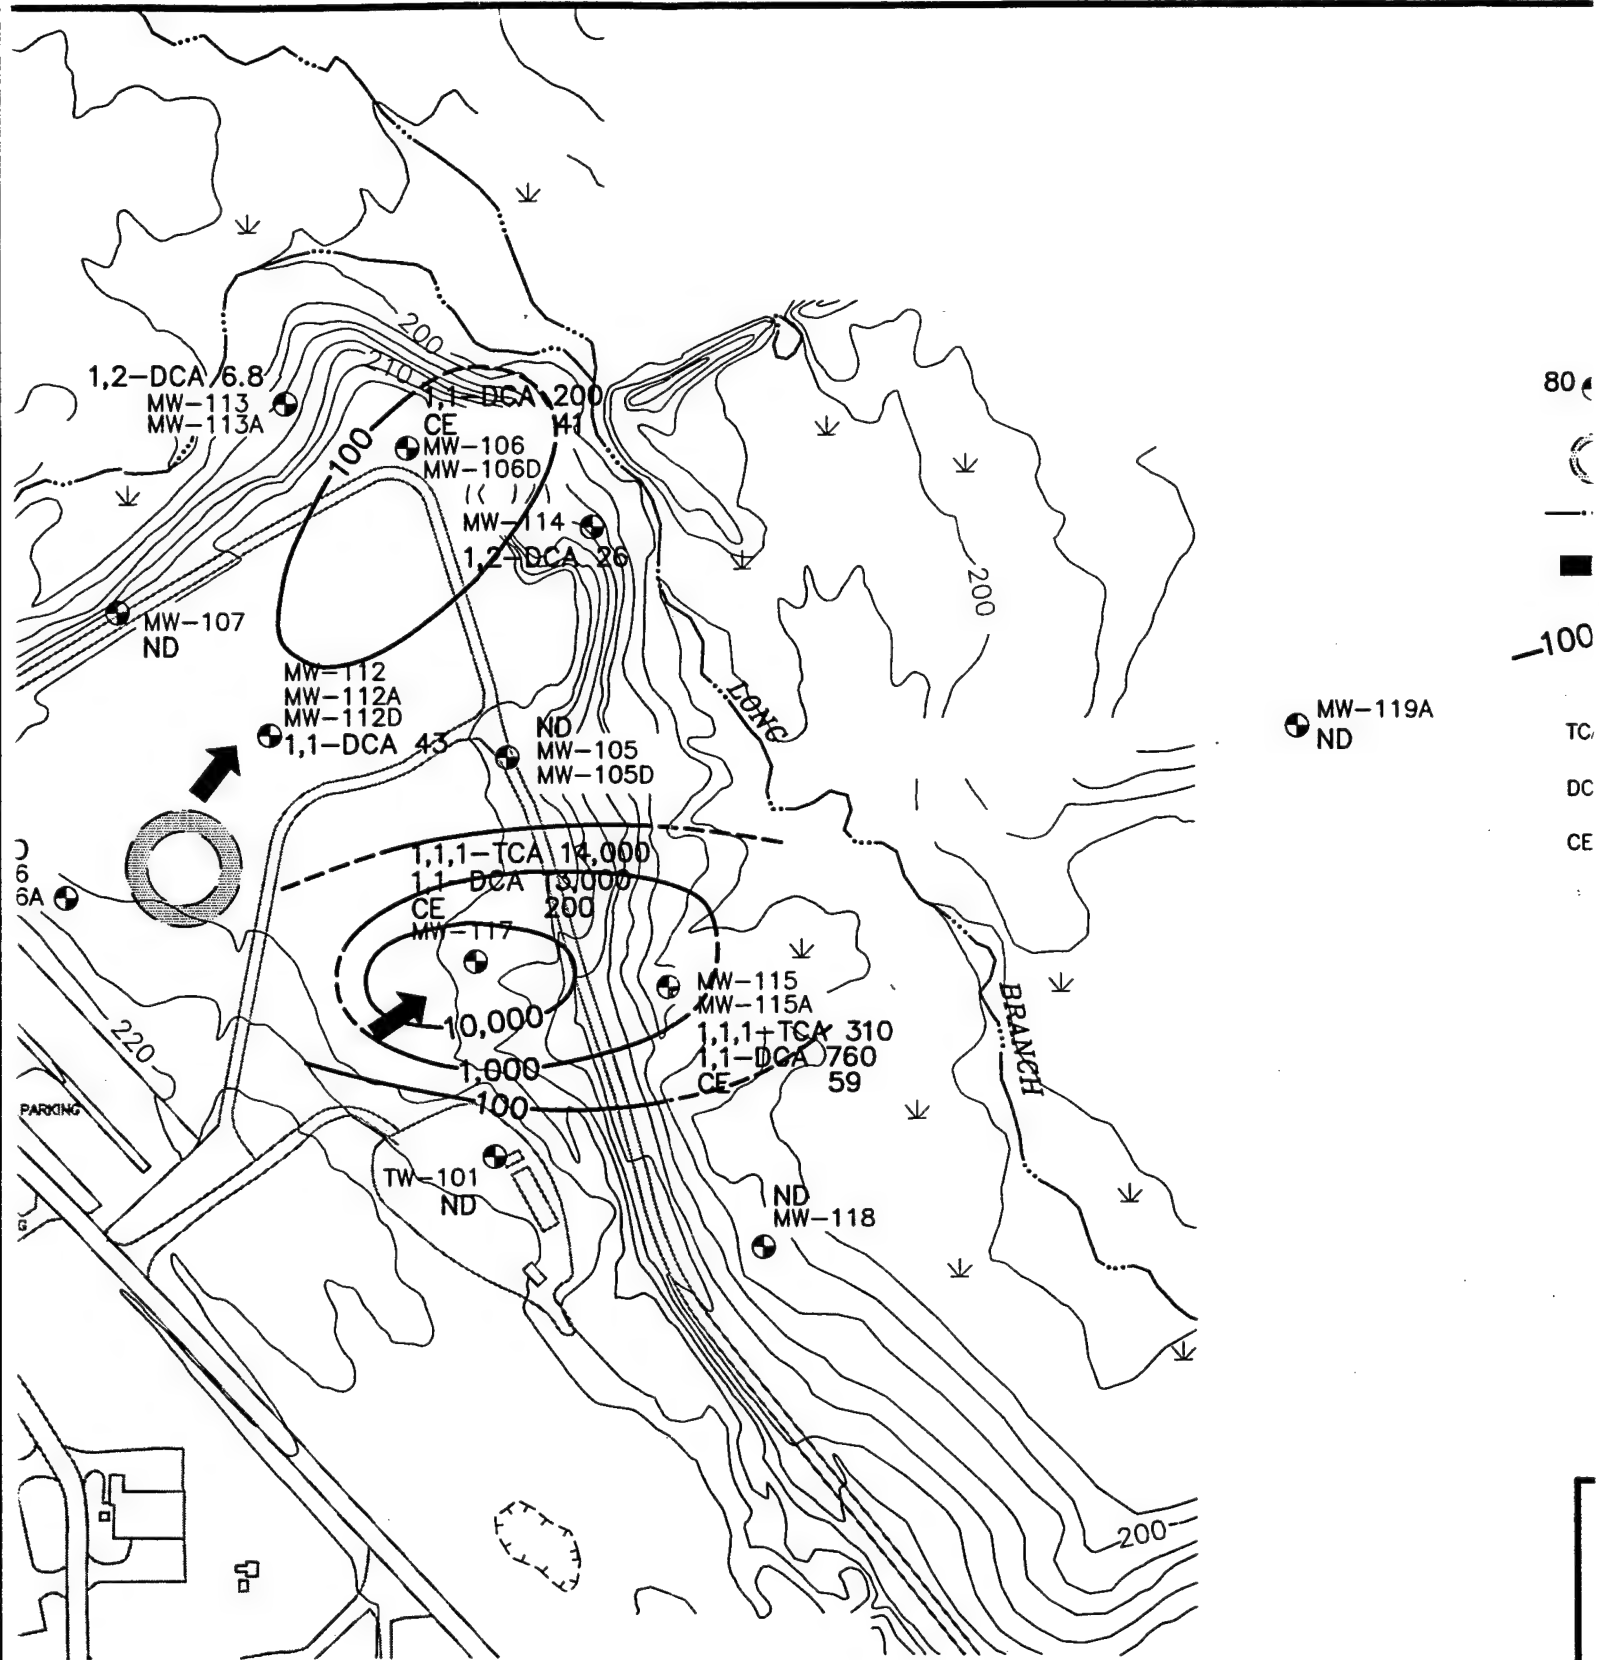 200
210
1,2-DCA 6.8
MW-113
MW-113A
1,1-DCA 200
CE 41
MW-106
MW-106D
100
80
MW-114
1,2-DCA 26
200
MW-107
ND
100
MW-112
MW-112A
MW-112D
1,1-DCA 43
LONG
ND
MW-105
MW-105D
MW-119A
ND
TC
DC
CE
1,1,1-TCA 14,000
1,1-DCA 13,000
CE 200
MW-117
6
6A
MW-115
MW-115A
1,1,1-TCA 310
1,1-DCA 760
CE 59
BRANCH
10,000
1,000
100
220
PARKING
TW-101
ND
ND
MW-118
G
200